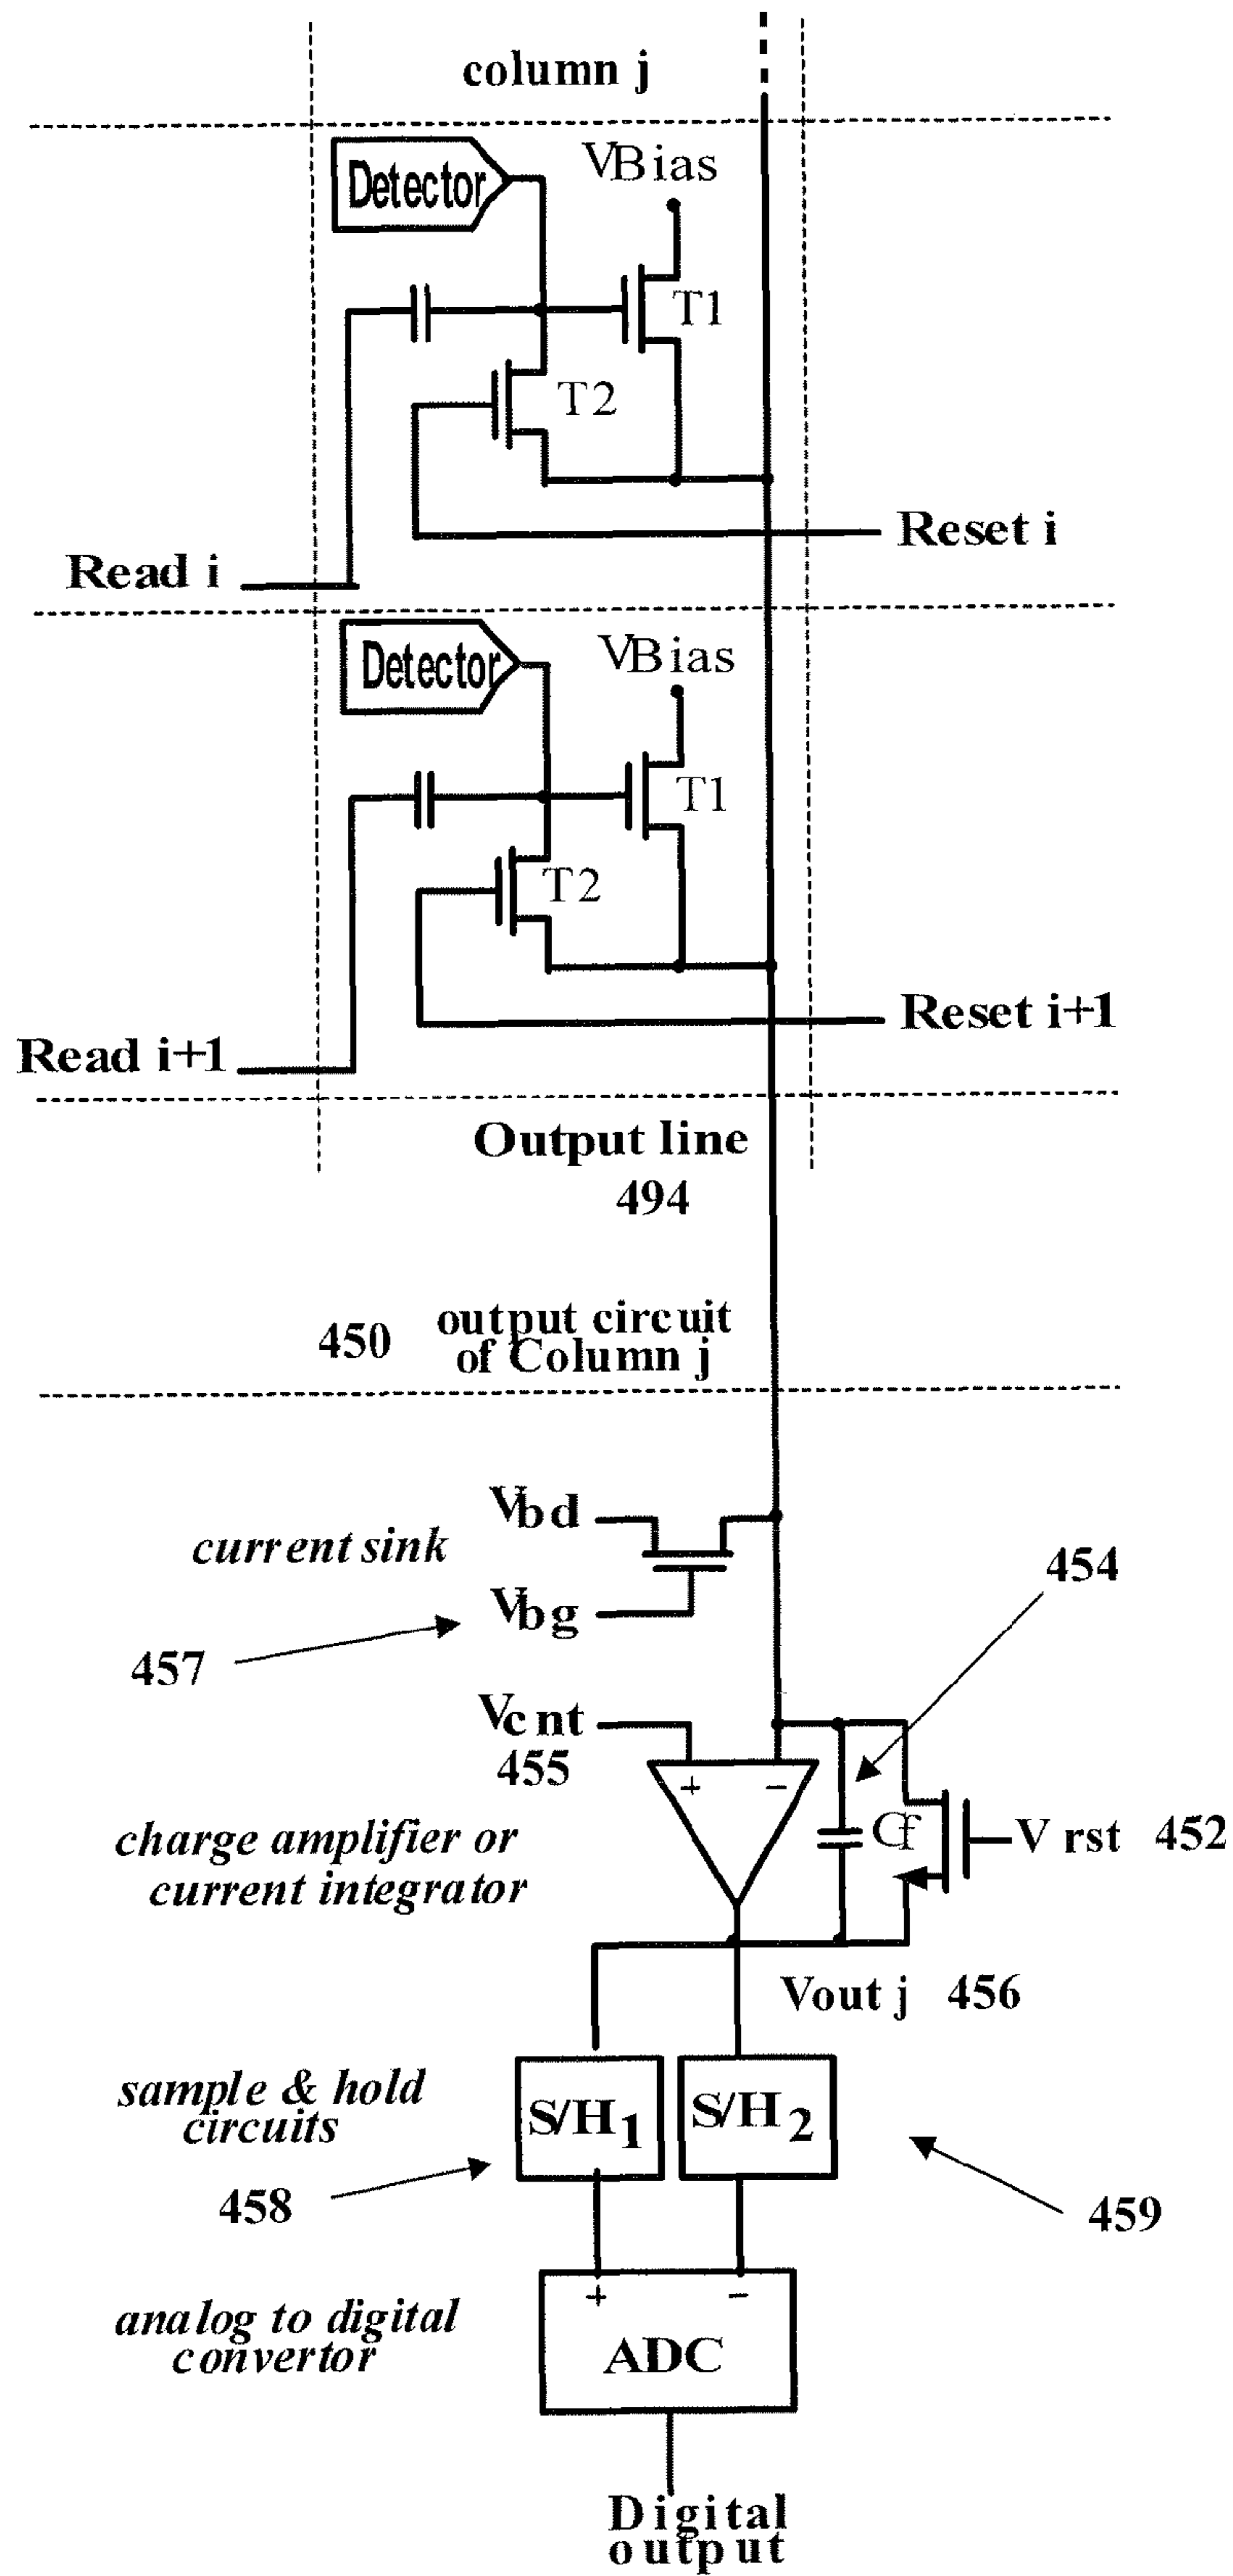 column j
Detector
VBias
T1
T2
Reset i
Read i
Detector
VBias
T1
T2
Reset i+1
Read i+1
Output line
494
450
output circuit
of Column j
Vbd
current sink
454
Vbg
457
Vcnt
455
+ −
charge amplifier or
current integrator
Cf
V rst 452
Vout j 456
sample & hold
circuits
S/H1
S/H2
458
459
analog to digital
convertor
+ −
ADC
Digital
output